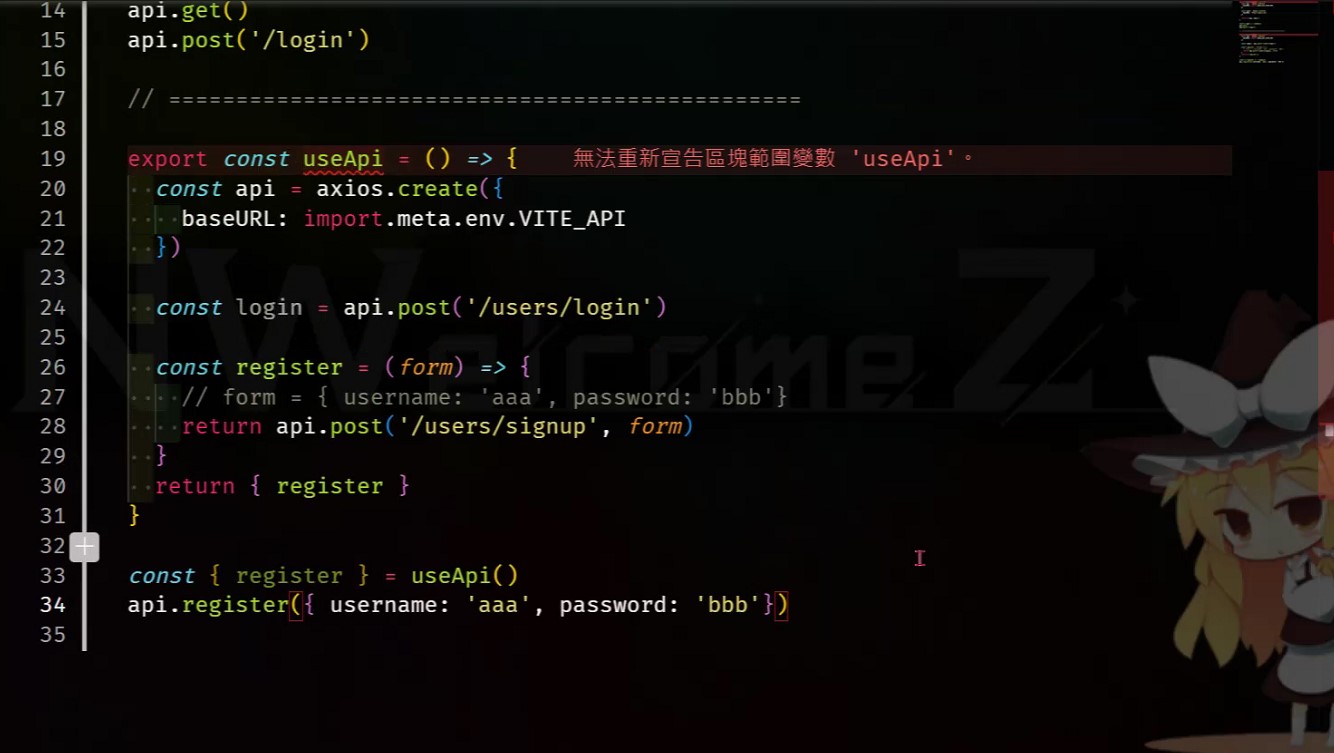 14 api.get()
15 api.post('/login')
16
17 // ===============================================
18
19 export const useApi = () => { 無法重新宣告區塊範圍變數 'useApi'。
20 const api = axios.create({
21 baseURL: import.meta.env.VITE_API
22 })
23
24 const login = api.post('/users/login')
25
26 const register = (form) => {
27 // form = { username: 'aaa', password: 'bbb'}
28 return api.post('/users/signup', form)
29 }
30 return { register }
31 }
32
33 const { register } = useApi()
34 api.register({ username: 'aaa', password: 'bbb'})
35
Welcome